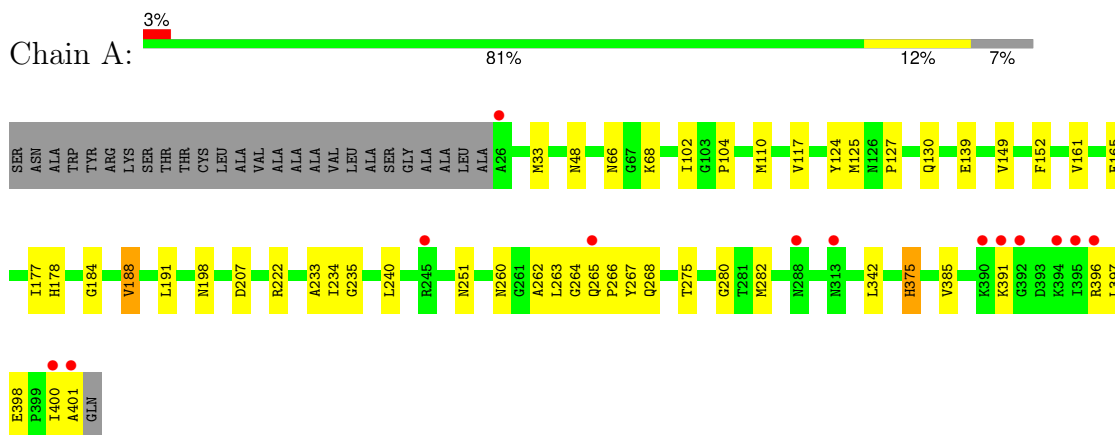 3%
Chain A:
81% 12% 7%
SER ASN ALA TRP TYR ARG LYS SER THR THR CYS LEU ALA VAL ALA ALA ALA VAL LEU ALA SER GLY ALA ALA LEU ALA A26 M33 N48 N66 G67 K68 I102 G103 P104 M110 V117 Y124 M125 N126 P127 Q130 E139 V149 F152 V161
I177 H178 G184 V188 L191 N198 D207 R222 A233 I234 G235 L240 R245 N251 N260 G261 A262 L263 G264 Q265 P266 Y267 Q268 T275 G280 T281 M282 N288 N313 L342 H375 V385 K390 K391 G392 D393 K394 I395 R396 L397
E398 P399 I400 A401 GLN